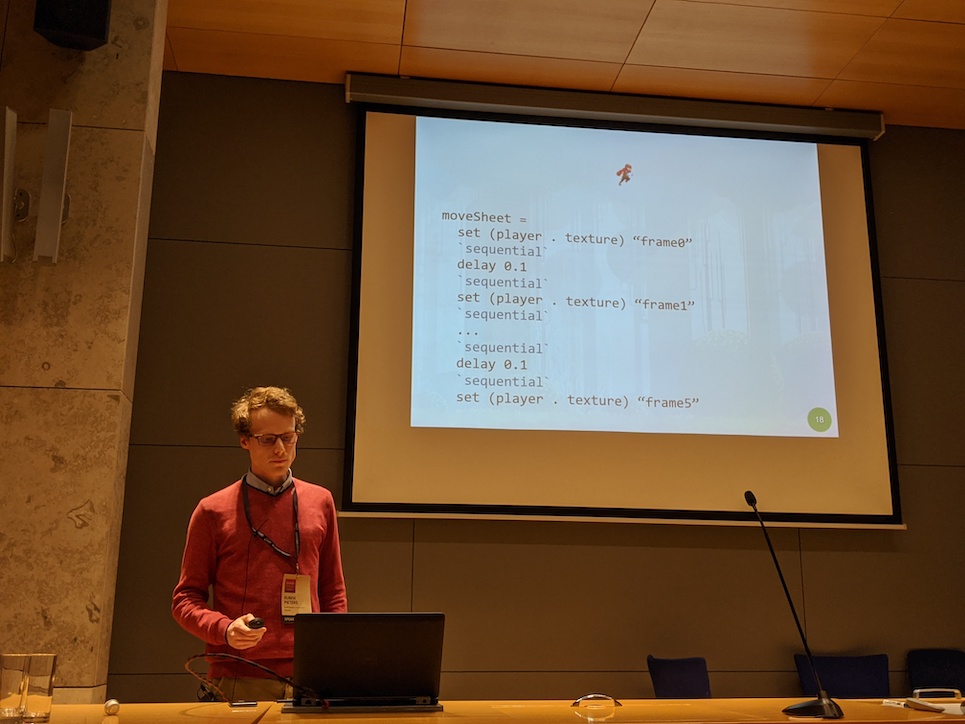 moveSheet =
set (player . texture) “frame0”
`sequential`
delay 0.1
`sequential`
set (player . texture) “frame1”
`sequential`
...
`sequential`
delay 0.1
`sequential`
set (player . texture) “frame5”
18